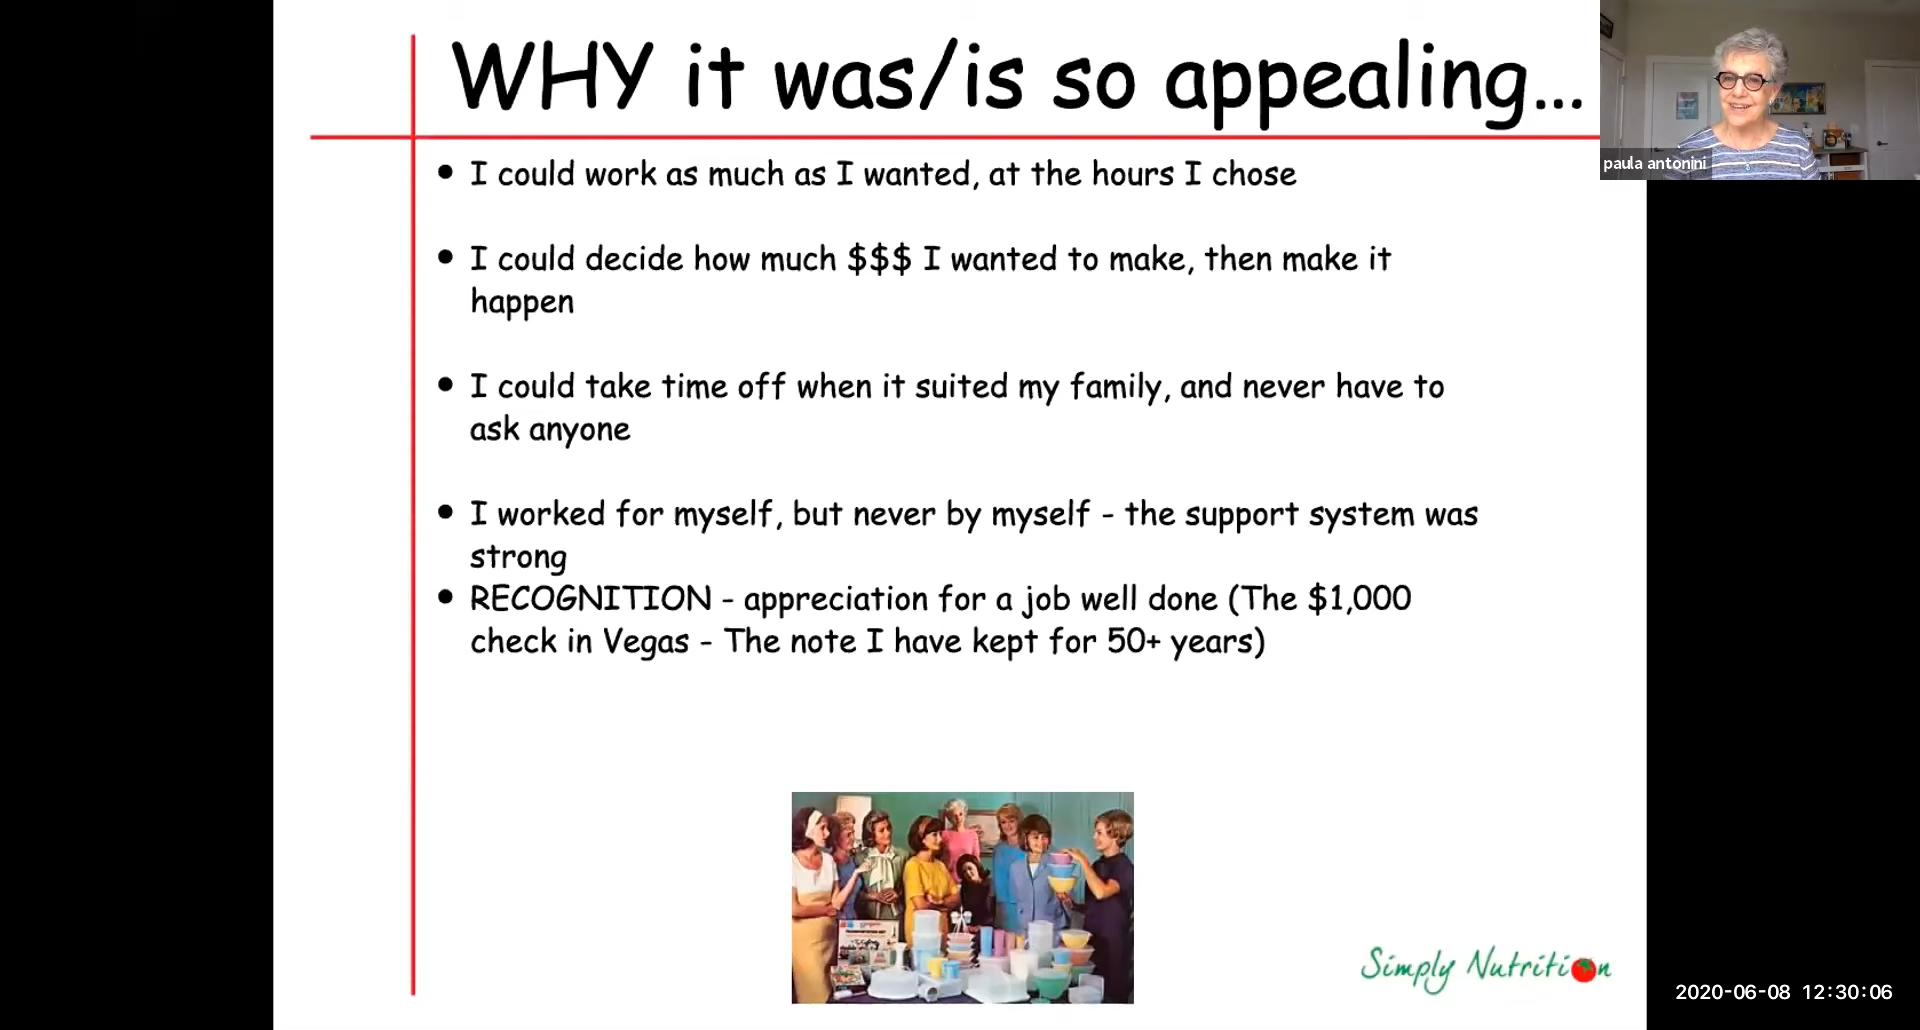 WHY it was/is so appealing...
paula antonini
• I could work as much as I wanted, at the hours I chose
• I could decide how much $$$ I wanted to make, then make it
happen
• I could take time off when it suited my family, and never have to
ask anyone
• I worked for myself, but never by myself - the support system was
strong
• RECOGNITION - appreciation for a job well done (The $1,000
check in Vegas - The note I have kept for 50+ years)
Simply Nutrition
2020-06-08 12:30:06